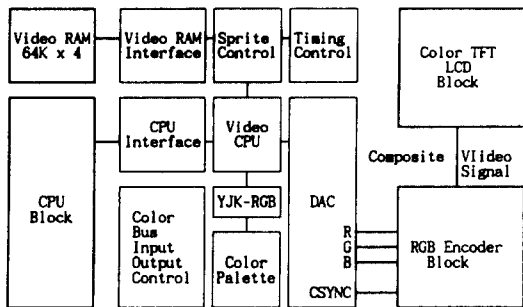 Video RAM
64K x 4
Video RAM
Interface
Sprite
Control
Timing
Control
Color TFT
LCD
Block
CPU
Block
CPU
Interface
Video
CPU
DAC
Composite
VIideo
Signal
YJK-RGB
Color
Bus
Input
Output
Control
Color
Palette
R
G
B
CSYNC
RGB Encoder
Block